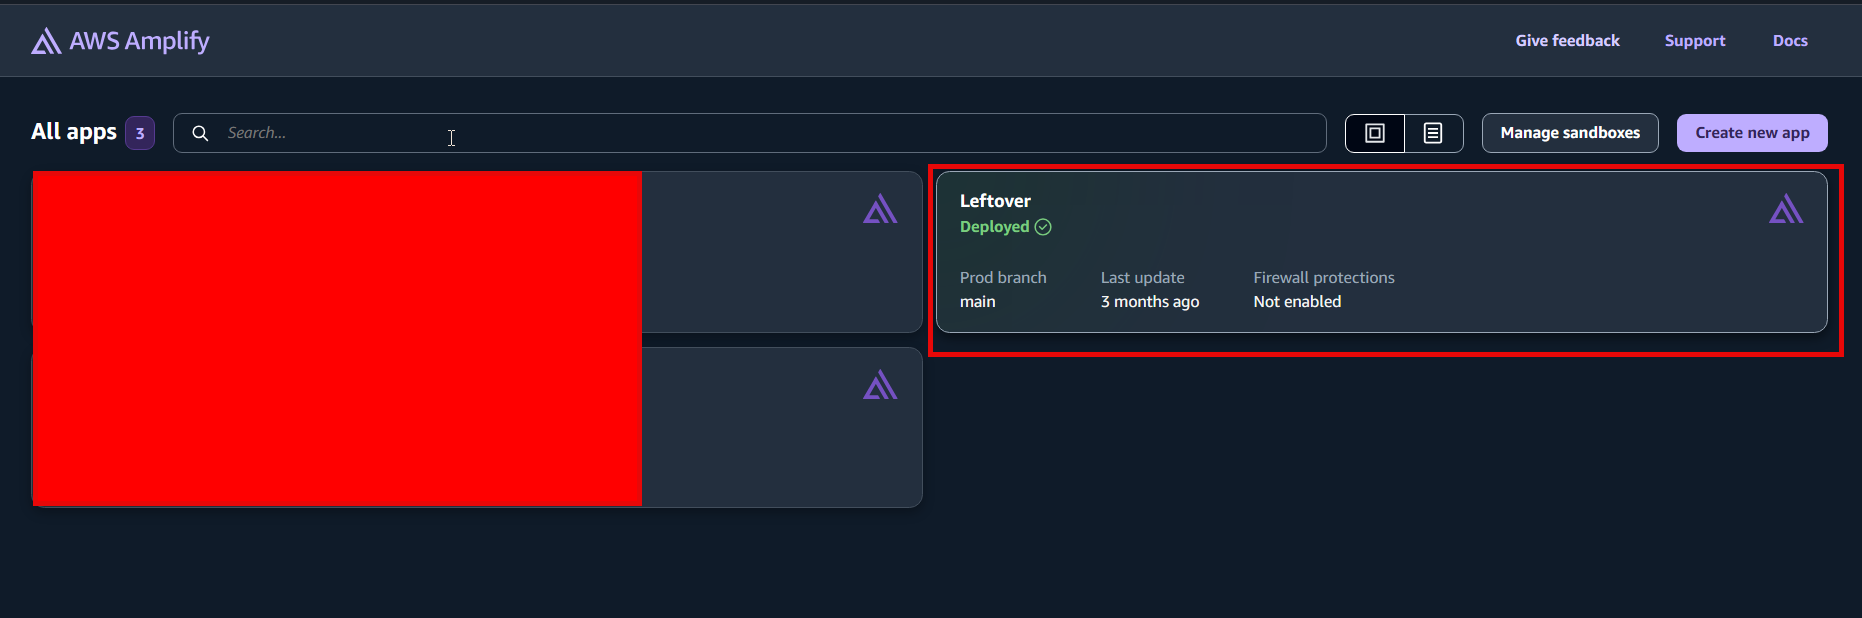 AWS Amplify
Give feedback Support Docs
All apps 3 Search... Manage sandboxes Create new app
Leftover
Deployed
Prod branch Last update Firewall protections
main 3 months ago Not enabled